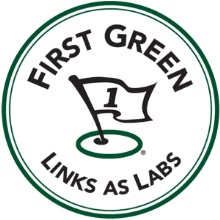 First Green
1
®
Links as Labs